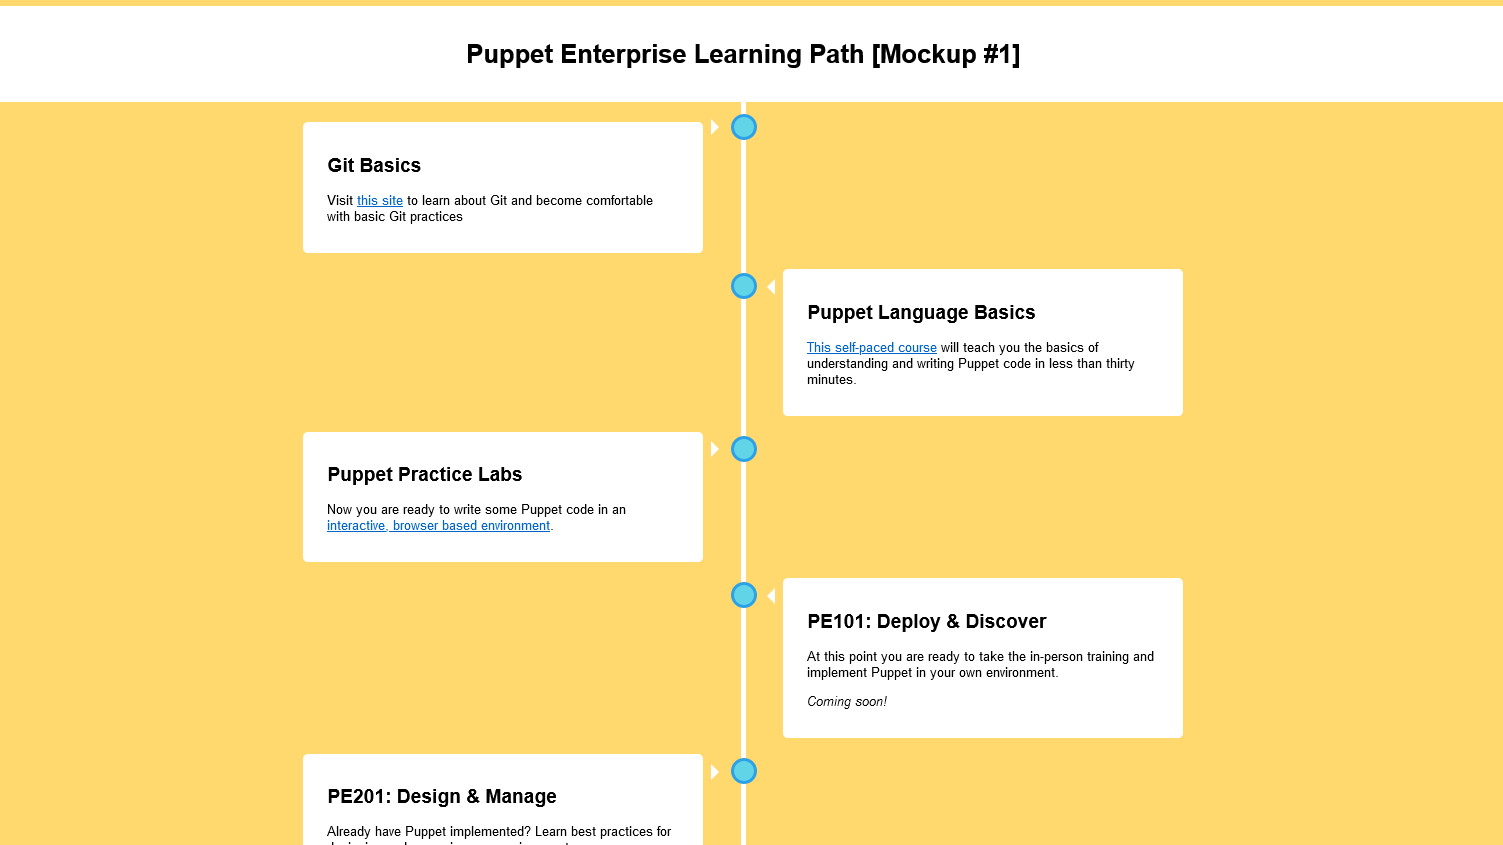 Puppet Enterprise Learning Path [Mockup #1]
Git Basics
Visit this site to learn about Git and become comfortable
with basic Git practices
Puppet Language Basics
This self-paced course will teach you the basics of
understanding and writing Puppet code in less than thirty
minutes.
Puppet Practice Labs
Now you are ready to write some Puppet code in an
interactive, browser based environment.
PE101: Deploy & Discover
At this point you are ready to take the in-person training and
implement Puppet in your own environment.
Coming soon!
PE201: Design & Manage
Already have Puppet implemented? Learn best practices for